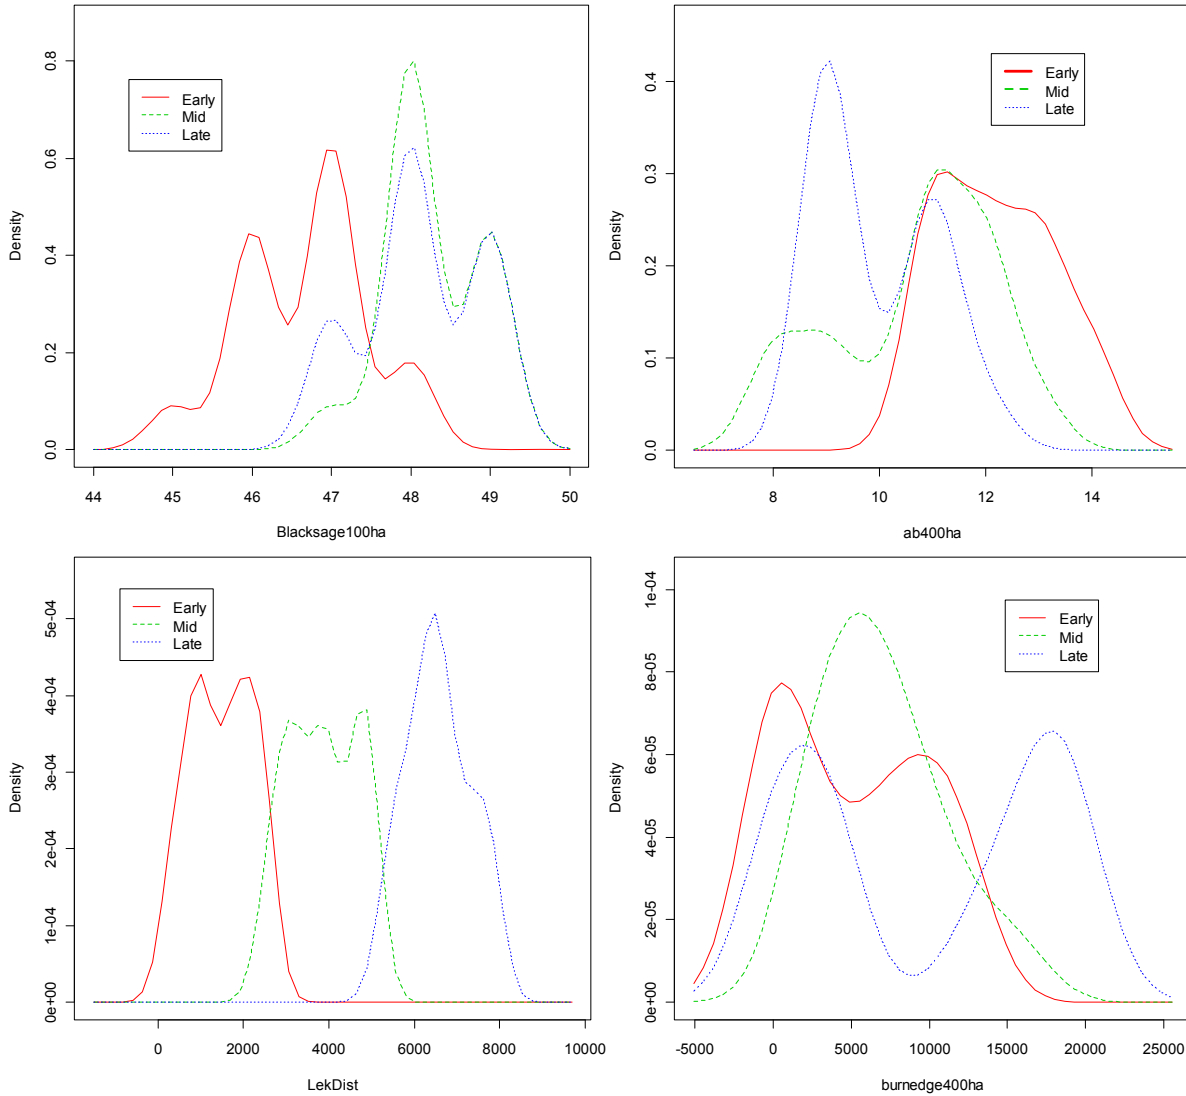 Density
0.0 0.2 0.4 0.6 0.8
Early
Mid
Late
44 45 46 47 48 49 50
Blacksage100ha
Density
0.0 0.1 0.2 0.3 0.4
Early
Mid
Late
8 10 12 14
ab400ha
Density
0e+00 1e-04 2e-04 3e-04 4e-04 5e-04
Early
Mid
Late
0 2000 4000 6000 8000 10000
LekDist
Density
0e+00 2e-05 4e-05 6e-05 8e-05 1e-04
Early
Mid
Late
-5000 0 5000 10000 15000 20000 25000
burnedge400ha